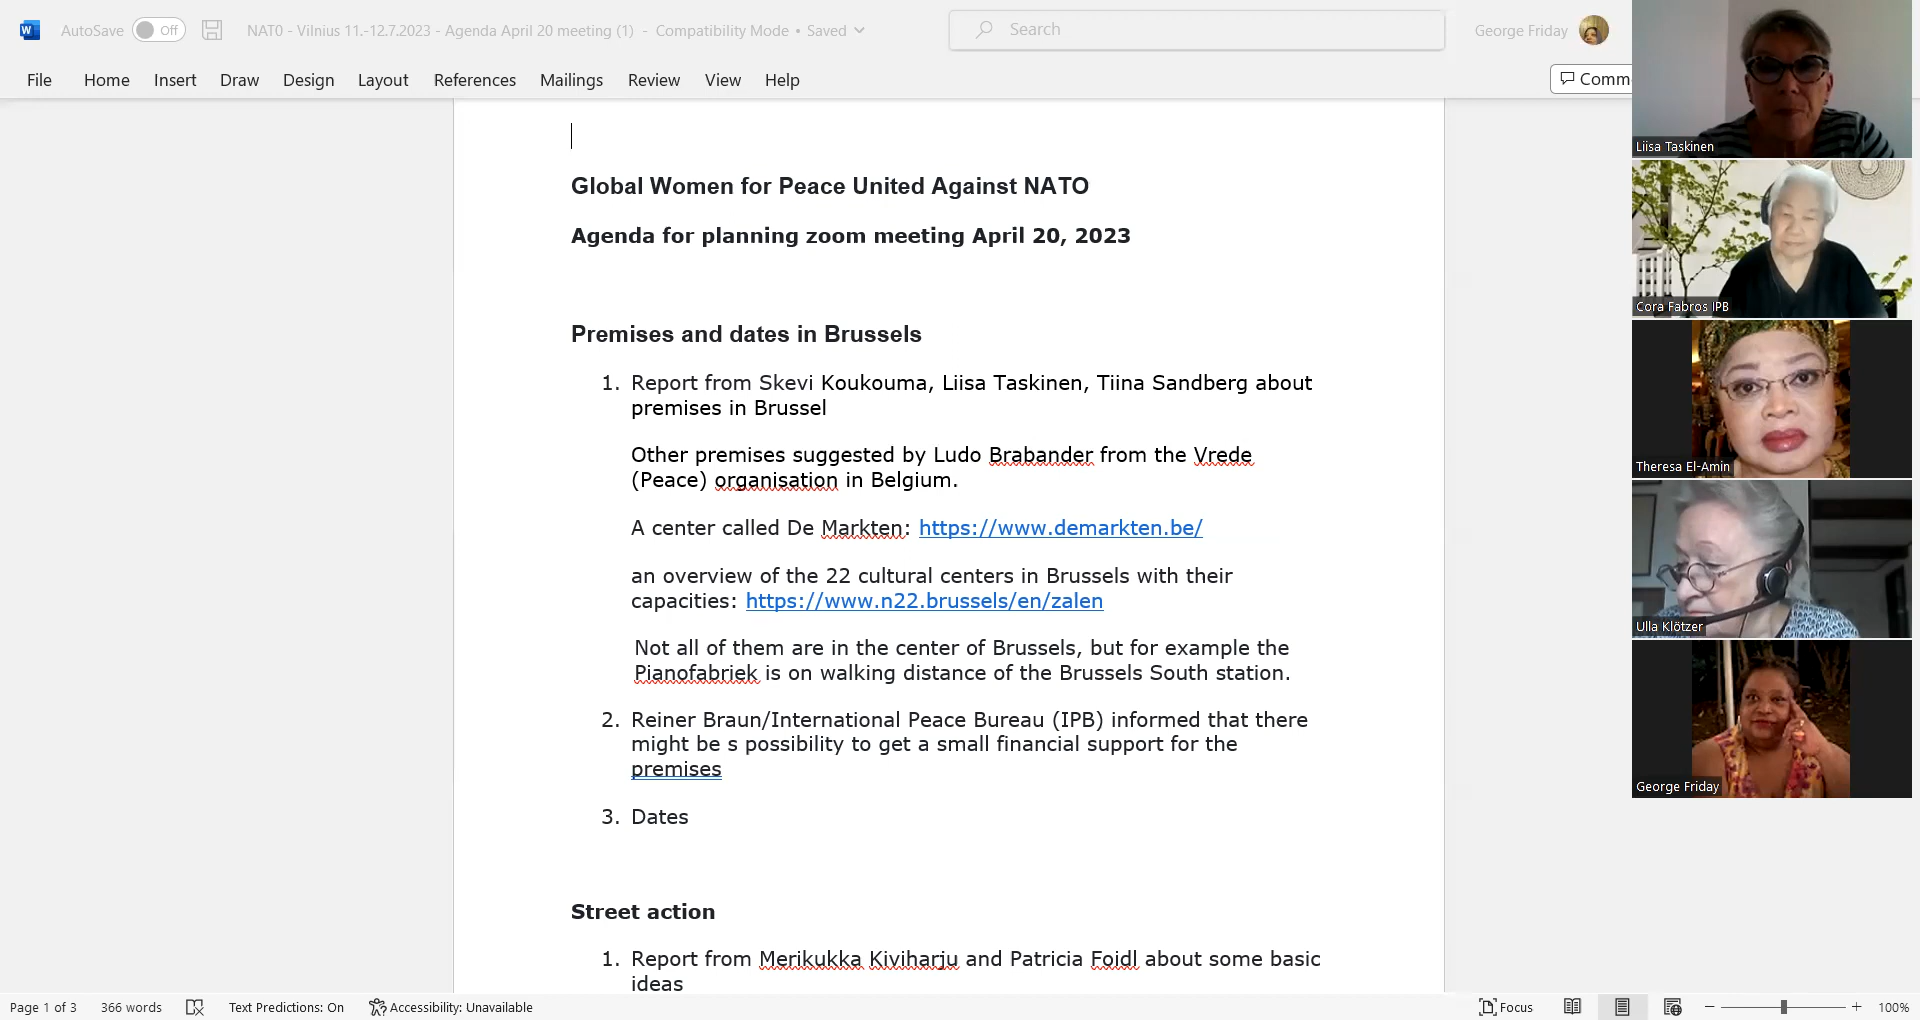 AutoSave Off NAT0 - Vilnius 11.-12.7.2023 - Agenda April 20 meeting (1) - Compatibility Mode • Saved Search George Friday
File Home Insert Draw Design Layout References Mailings Review View Help Comm
Global Women for Peace United Against NATO
Agenda for planning zoom meeting April 20, 2023
Premises and dates in Brussels
1. Report from Skevi Koukouma, Liisa Taskinen, Tiina Sandberg about
premises in Brussel
Other premises suggested by Ludo Brabander from the Vrede
(Peace) organisation in Belgium.
A center called De Markten: https://www.demarkten.be/
an overview of the 22 cultural centers in Brussels with their
capacities: https://www.n22.brussels/en/zalen
Not all of them are in the center of Brussels, but for example the
Pianofabriek is on walking distance of the Brussels South station.
2. Reiner Braun/International Peace Bureau (IPB) informed that there
might be s possibility to get a small financial support for the
premises
3. Dates
Street action
1. Report from Merikukka Kiviharju and Patricia Foidl about some basic
ideas
Liisa Taskinen
Cora Fabros IPB
Theresa El-Amin
Ulla Klötzer
George Friday
Page 1 of 3 366 words Text Predictions: On Accessibility: Unavailable Focus 100%